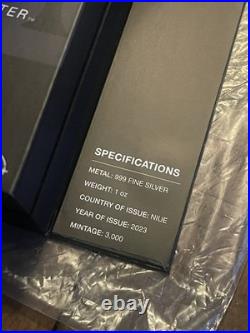 TER™
SPECIFICATIONS
METAL: 999 FINE SILVER
WEIGHT: 1 oz
COUNTRY OF ISSUE: NIUE
YEAR OF ISSUE: 2023
MINTAGE: 3,000